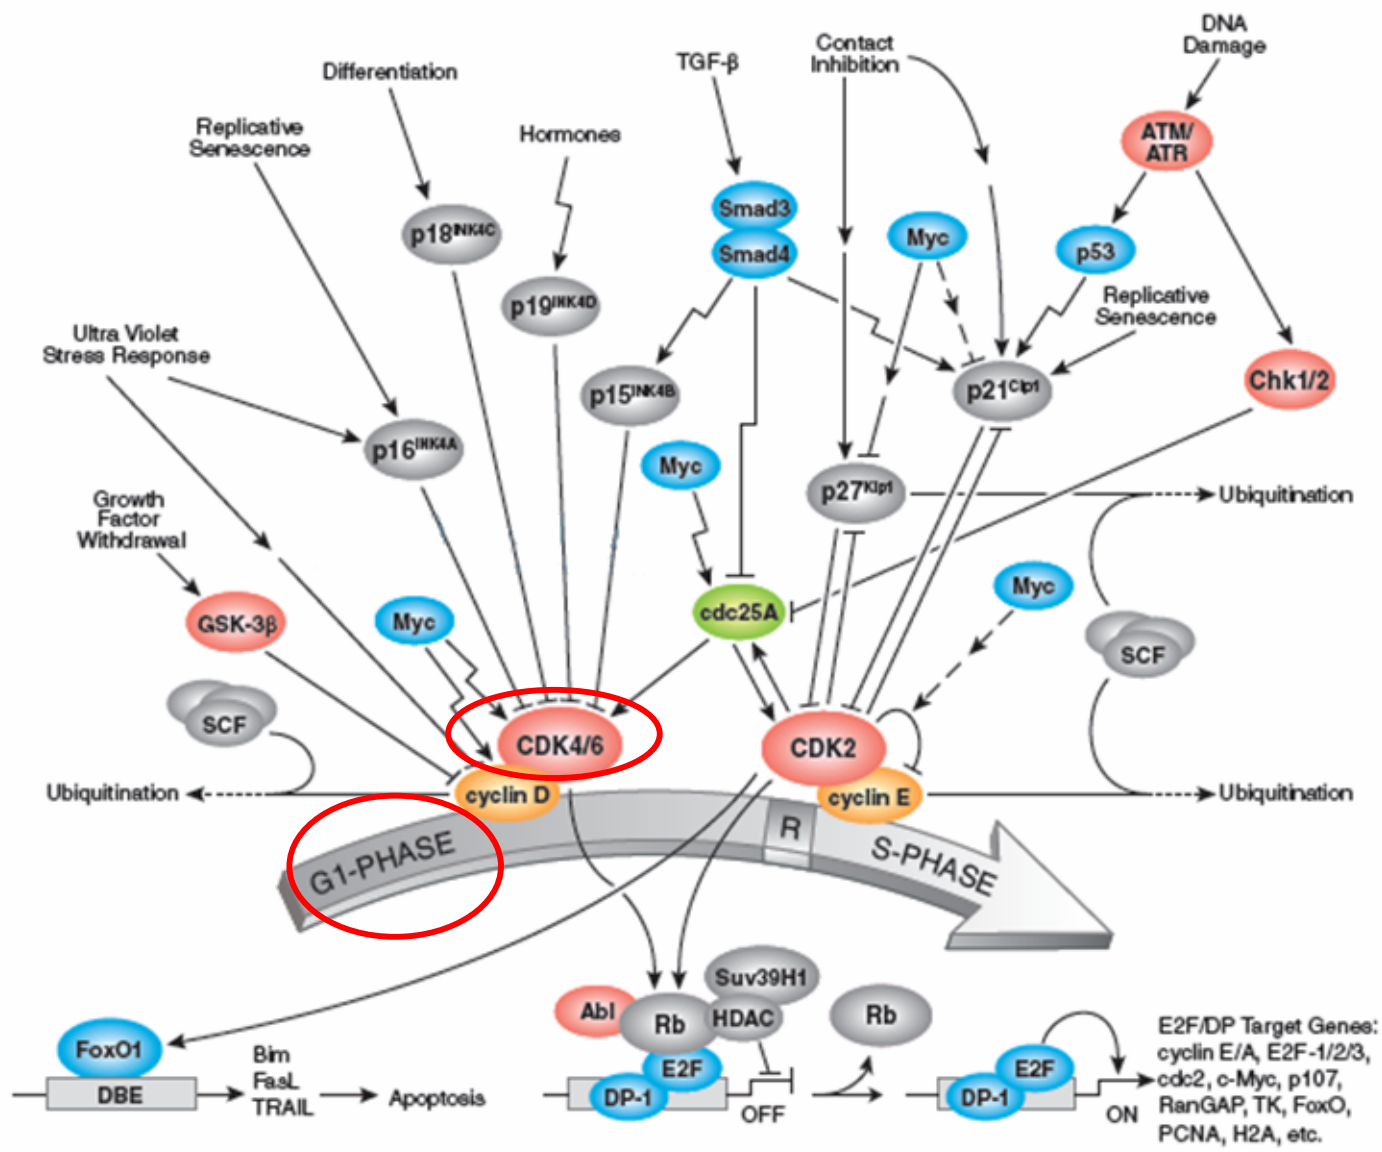 DNA
Damage
Contact
Inhibition
TGF-β
Differentiation
Replicative
Senescence
Hormones
ATM/
ATR
Smad3
Smad4
Myc
p53
p18INK4C
p19INK4D
Replicative
Senescence
Ultra Violet
Stress Response
p15INK4B
p21Cip1
Chk1/2
p16INK4A
Myc
p27Kip1
Ubiquitination
Growth
Factor
Withdrawal
GSK-3β
Myc
cdc25A
Myc
SCF
SCF
CDK4/6
CDK2
Ubiquitination
cyclin D
cyclin E
Ubiquitination
G1-PHASE
R
S-PHASE
Suv39H1
Abl
Rb
HDAC
Rb
FoxO1
DBE
Bim
FasL
TRAIL
Apoptosis
E2F
DP-1
OFF
E2F
DP-1
ON
E2F/DP Target Genes:
cyclin E/A, E2F-1/2/3,
cdc2, c-Myc, p107,
RanGAP, TK, FoxO,
PCNA, H2A, etc.